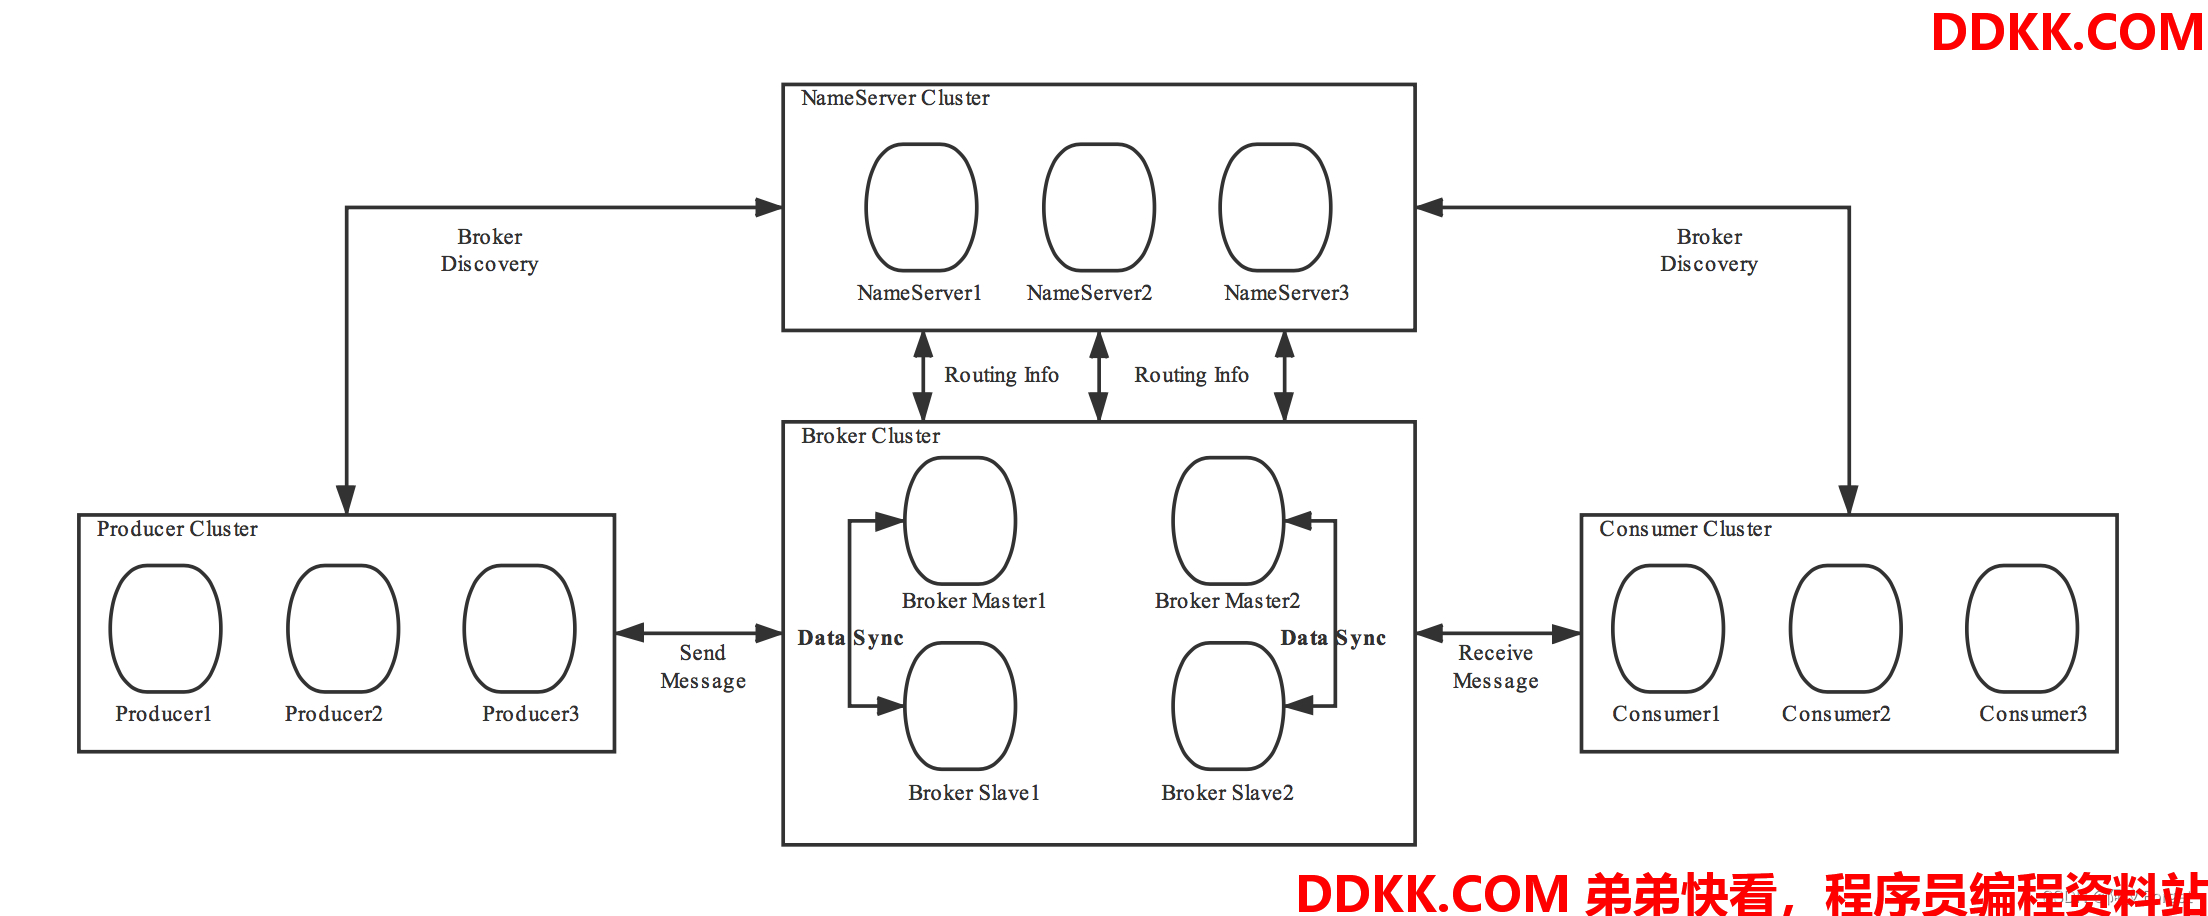 DDKK.COM
NameServer Cluster
NameServer1 NameServer2 NameServer3
Broker
Discovery
Broker
Discovery
Routing Info Routing Info
Broker Cluster
Broker Master1 Broker Master2
Data Sync Data Sync
Broker Slave1 Broker Slave2
Producer Cluster
Producer1 Producer2 Producer3
Send
Message
Receive
Message
Consumer Cluster
Consumer1 Consumer2 Consumer3
DDKK.COM 弟弟快看，程序员编程资料站